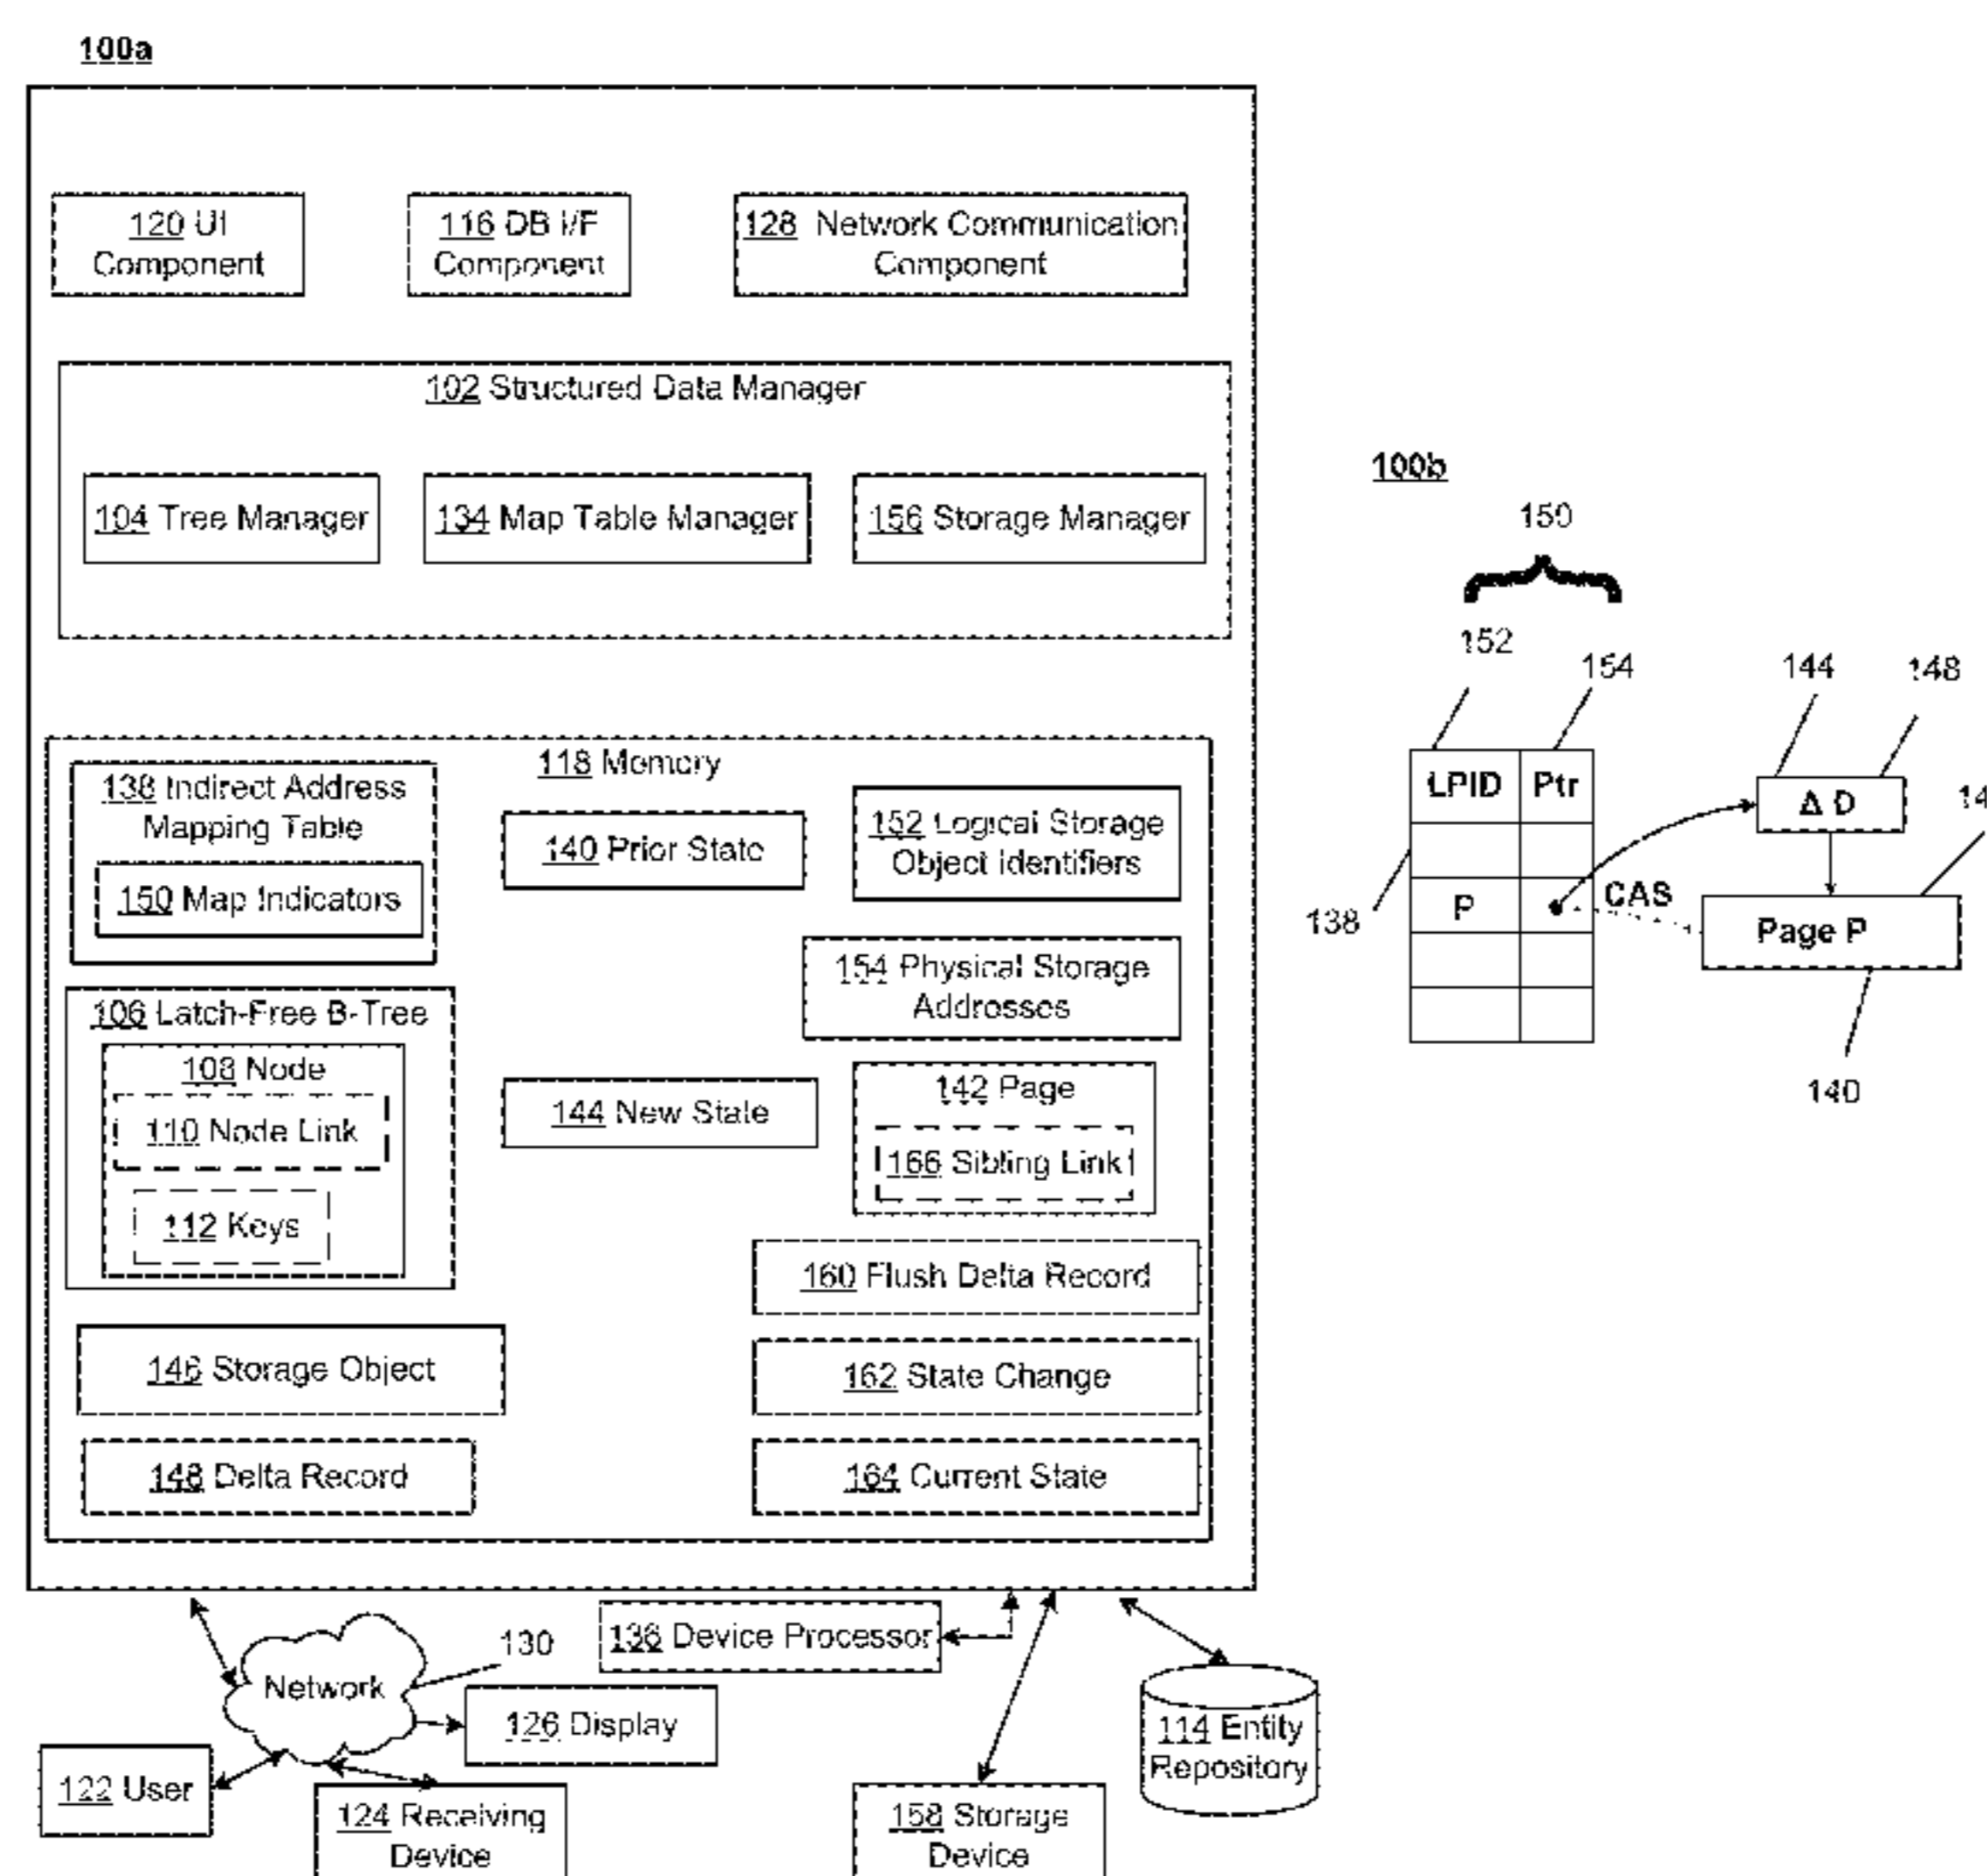 100a
120 UI
Component
116 DB I/F
Component
128 Network Communication
Component
102 Structured Data Manager
104 Tree Manager
134 Map Table Manager
156 Storage Manager
118 Memory
138 Indirect Address
Mapping Table
150 Map Indicators
140 Prior State
152 Logical Storage
Object Identifiers
154 Physical Storage
Addresses
106 Latch-Free B-Tree
108 Node
110 Node Link
112 Keys
144 New State
142 Page
166 Sibling Link
160 Flush Delta Record
146 Storage Object
162 State Change
148 Delta Record
164 Current State
136 Device Processor
130
Network
126 Display
114 Entity
Repository
122 User
124 Receiving
Device
158 Storage
Device
100b
150
152
154
144
148
LPID
Ptr
Δ D
P
CAS
138
Page P
140